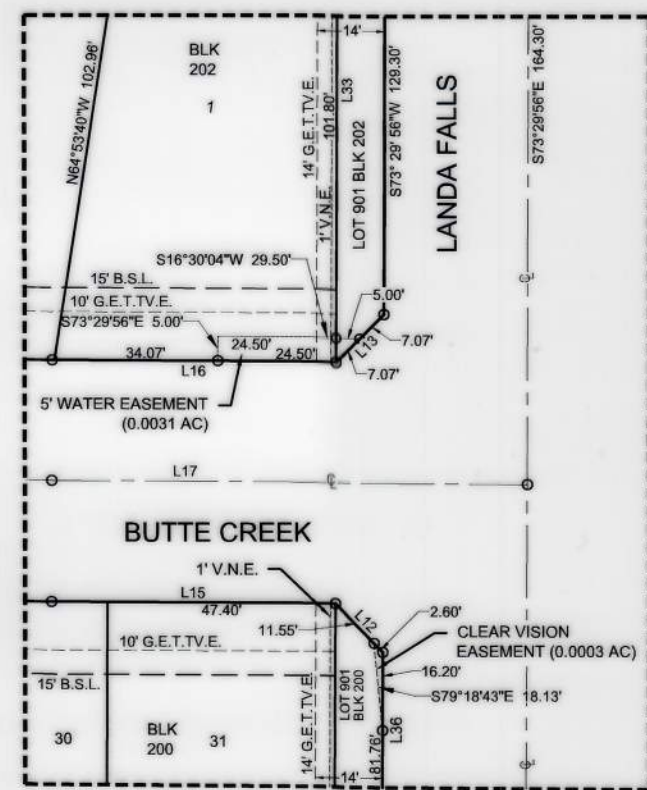 BLK
202
1
N64°53'40"W 102.96'
14'
14' G.E.T.TV.E.
1' V.N.E.
101.80'
L33
LOT 901 BLK 202
S73° 29' 56"W 129.30'
LANDA FALLS
S73°29'56"E 164.30'
S16°30'04"W 29.50'
15' B.S.L.
10' G.E.T.TV.E.
S73°29'56"E 5.00'
5.00'
24.50'
34.07'
24.50'
L16
L13
7.07'
7.07'
5' WATER EASEMENT
(0.0031 AC)
L17
BUTTE CREEK
1' V.N.E.
L15
47.40'
L12
11.55'
2.60'
CLEAR VISION
EASEMENT (0.0003 AC)
10' G.E.T.TV.E.
16.20'
15' B.S.L.
S79°18'43"E 18.13'
14' G.E.T.TV.E.
LOT 901
BLK 200
81.76'
L36
30
BLK
200
31
14'